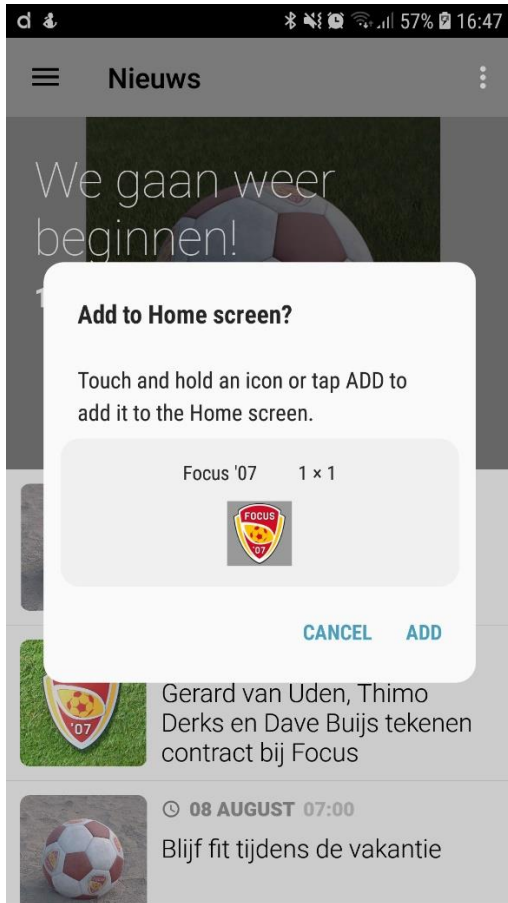 57% 16:47
Nieuws
We gaan weer
beginnen!
Add to Home screen?
Touch and hold an icon or tap ADD to
add it to the Home screen.
Focus '07 1 × 1
FOCUS
'07
CANCEL ADD
Gerard van Uden, Thimo
Derks en Dave Buijs tekenen
contract bij Focus
'07
08 AUGUST 07:00
Blijf fit tijdens de vakantie